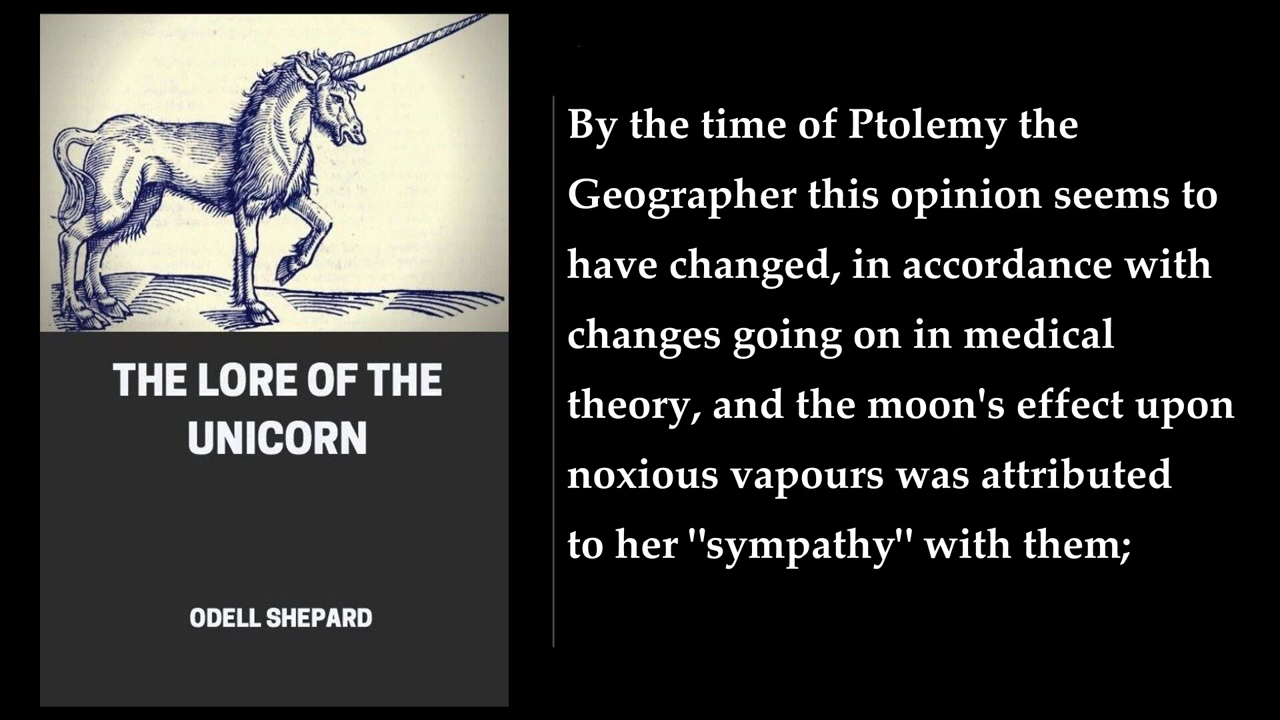 THE LORE OF THE
UNICORN
ODELL SHEPARD
By the time of Ptolemy the
Geographer this opinion seems to
have changed, in accordance with
changes going on in medical
theory, and the moon's effect upon
noxious vapours was attributed
to her "sympathy" with them;